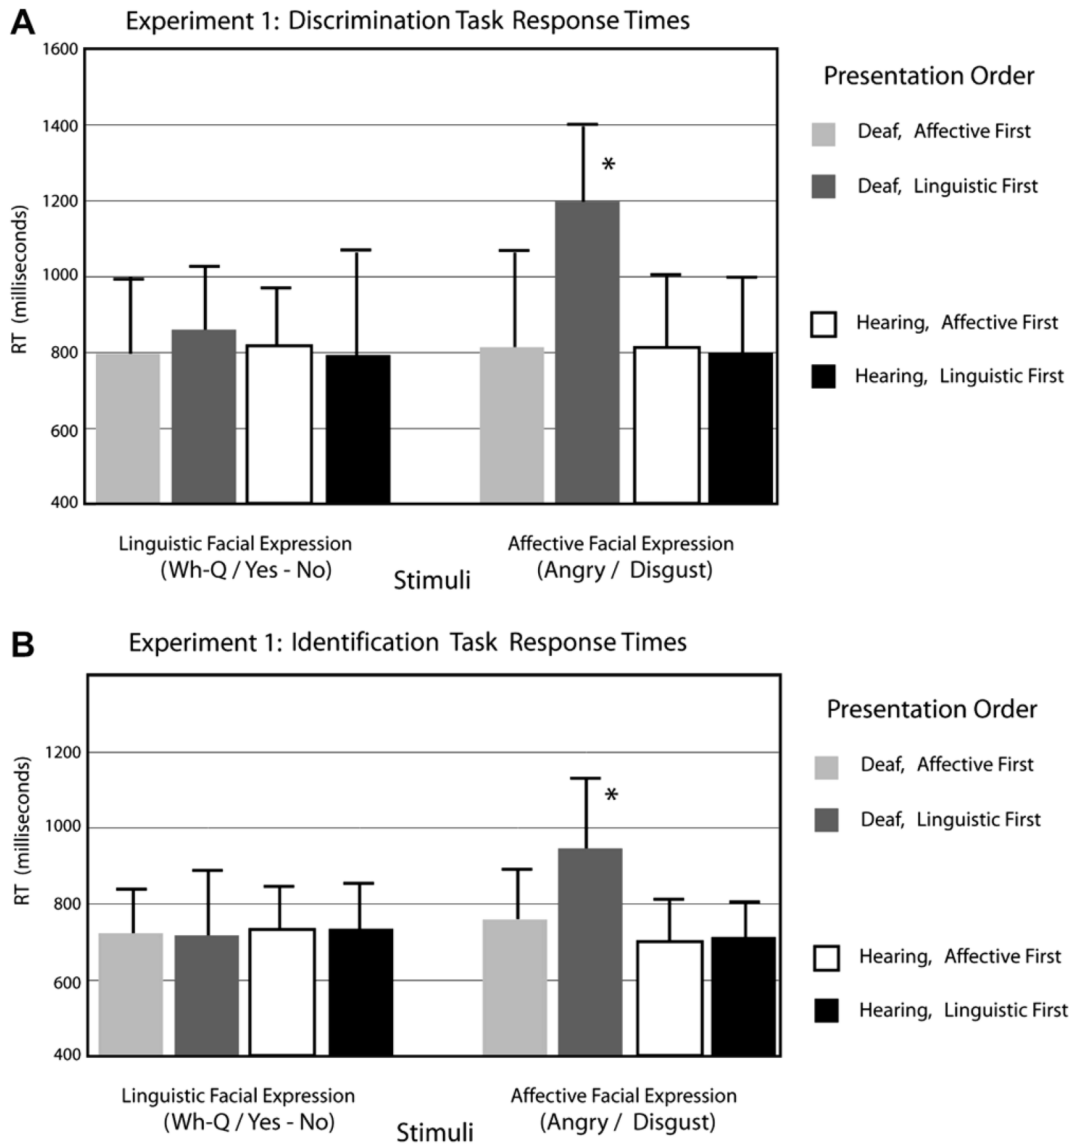 A
Experiment 1: Discrimination Task Response Times
1600
1400
1200
1000
800
600
400
RT (milliseconds)
*
Linguistic Facial Expression
(Wh-Q / Yes - No)
Affective Facial Expression
(Angry / Disgust)
Stimuli
Presentation Order
Deaf, Affective First
Deaf, Linguistic First
Hearing, Affective First
Hearing, Linguistic First
B
Experiment 1: Identification Task Response Times
1200
1000
800
600
400
RT (milliseconds)
*
Linguistic Facial Expression
(Wh-Q / Yes - No)
Affective Facial Expression
(Angry / Disgust)
Stimuli
Presentation Order
Deaf, Affective First
Deaf, Linguistic First
Hearing, Affective First
Hearing, Linguistic First